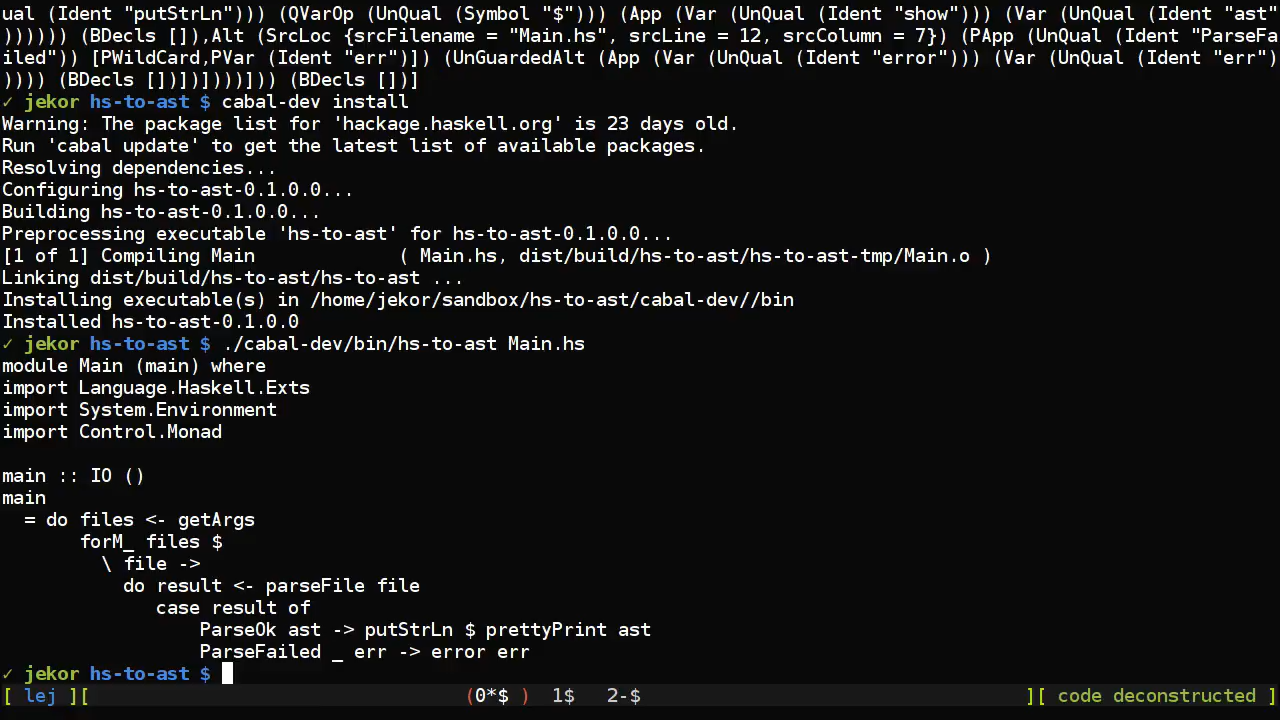 ual (Ident "putStrLn"))) (QVarOp (UnQual (Symbol "$"))) (App (Var (UnQual (Ident "show"))) (Var (UnQual (Ident "ast"
)))))) (BDecls []),Alt (SrcLoc {srcFilename = "Main.hs", srcLine = 12, srcColumn = 7}) (PApp (UnQual (Ident "ParseFa
iled")) [PWildCard,PVar (Ident "err")]) (UnGuardedAlt (App (Var (UnQual (Ident "error"))) (Var (UnQual (Ident "err")
)))) (BDecls [])])]))))])) (BDecls [])]
✓ jekor hs-to-ast $ cabal-dev install
Warning: The package list for 'hackage.haskell.org' is 23 days old.
Run 'cabal update' to get the latest list of available packages.
Resolving dependencies...
Configuring hs-to-ast-0.1.0.0...
Building hs-to-ast-0.1.0.0...
Preprocessing executable 'hs-to-ast' for hs-to-ast-0.1.0.0...
[1 of 1] Compiling Main             ( Main.hs, dist/build/hs-to-ast/hs-to-ast-tmp/Main.o )
Linking dist/build/hs-to-ast/hs-to-ast ...
Installing executable(s) in /home/jekor/sandbox/hs-to-ast/cabal-dev//bin
Installed hs-to-ast-0.1.0.0
✓ jekor hs-to-ast $ ./cabal-dev/bin/hs-to-ast Main.hs
module Main (main) where
import Language.Haskell.Exts
import System.Environment
import Control.Monad
main :: IO ()
main
  = do files <- getArgs
       forM_ files $
         \ file ->
           do result <- parseFile file
              case result of
                  ParseOk ast -> putStrLn $ prettyPrint ast
                  ParseFailed _ err -> error err
✓ jekor hs-to-ast $
[ lej ][ (0*$ ) 1$ 2-$ ][ code deconstructed ]